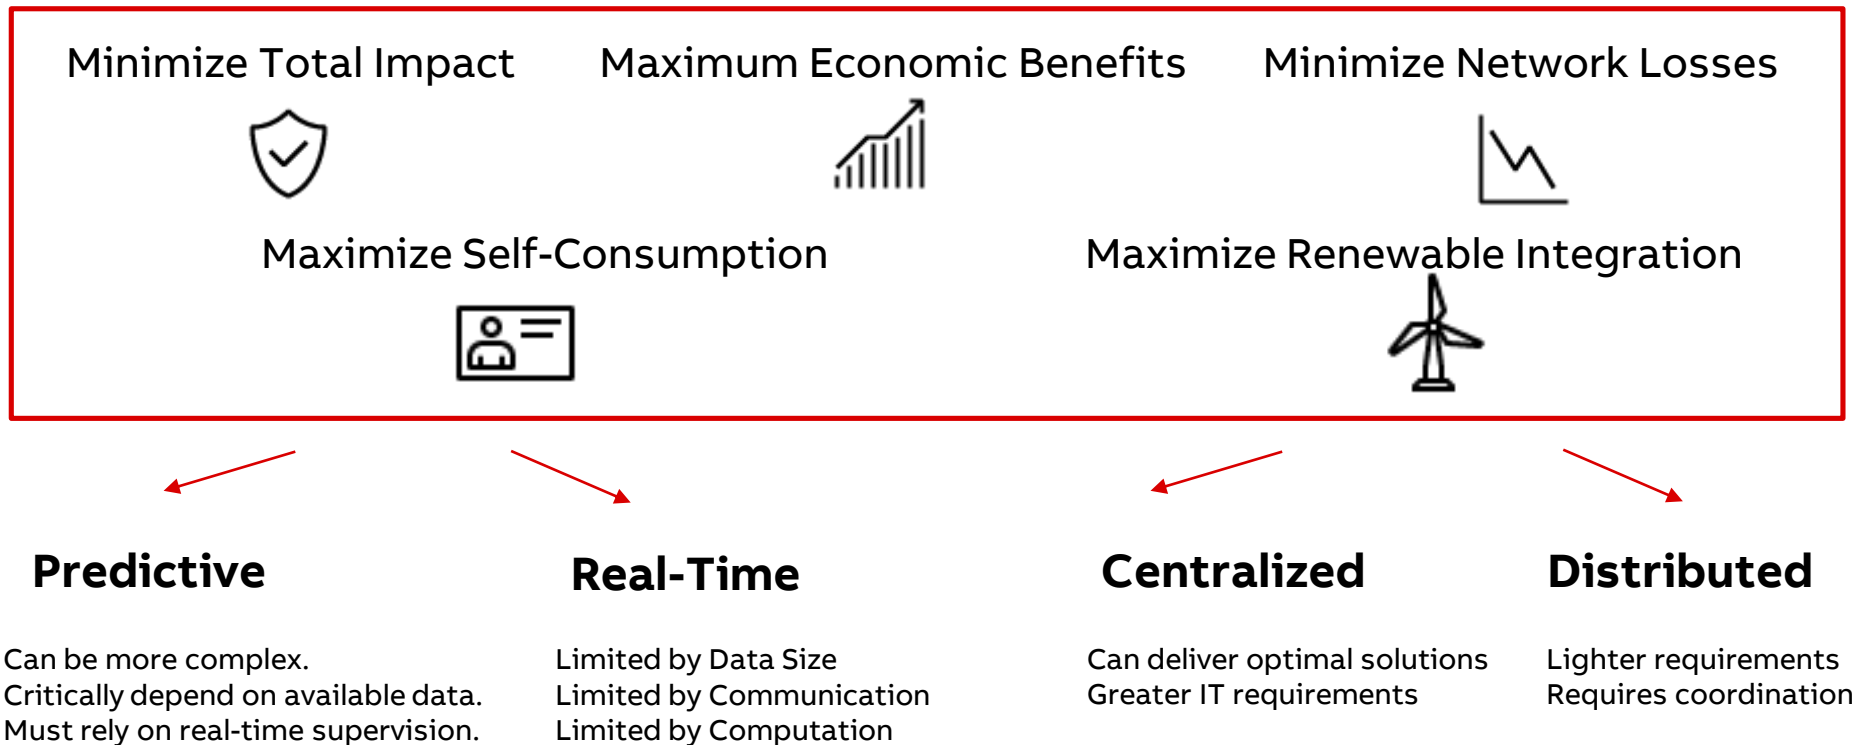 Minimize Total Impact
Maximum Economic Benefits
Minimize Network Losses
Maximize Self-Consumption
Maximize Renewable Integration
Predictive
Can be more complex.
Critically depend on available data.
Must rely on real-time supervision.
Real-Time
Limited by Data Size
Limited by Communication
Limited by Computation
Centralized
Can deliver optimal solutions
Greater IT requirements
Distributed
Lighter requirements
Requires coordination